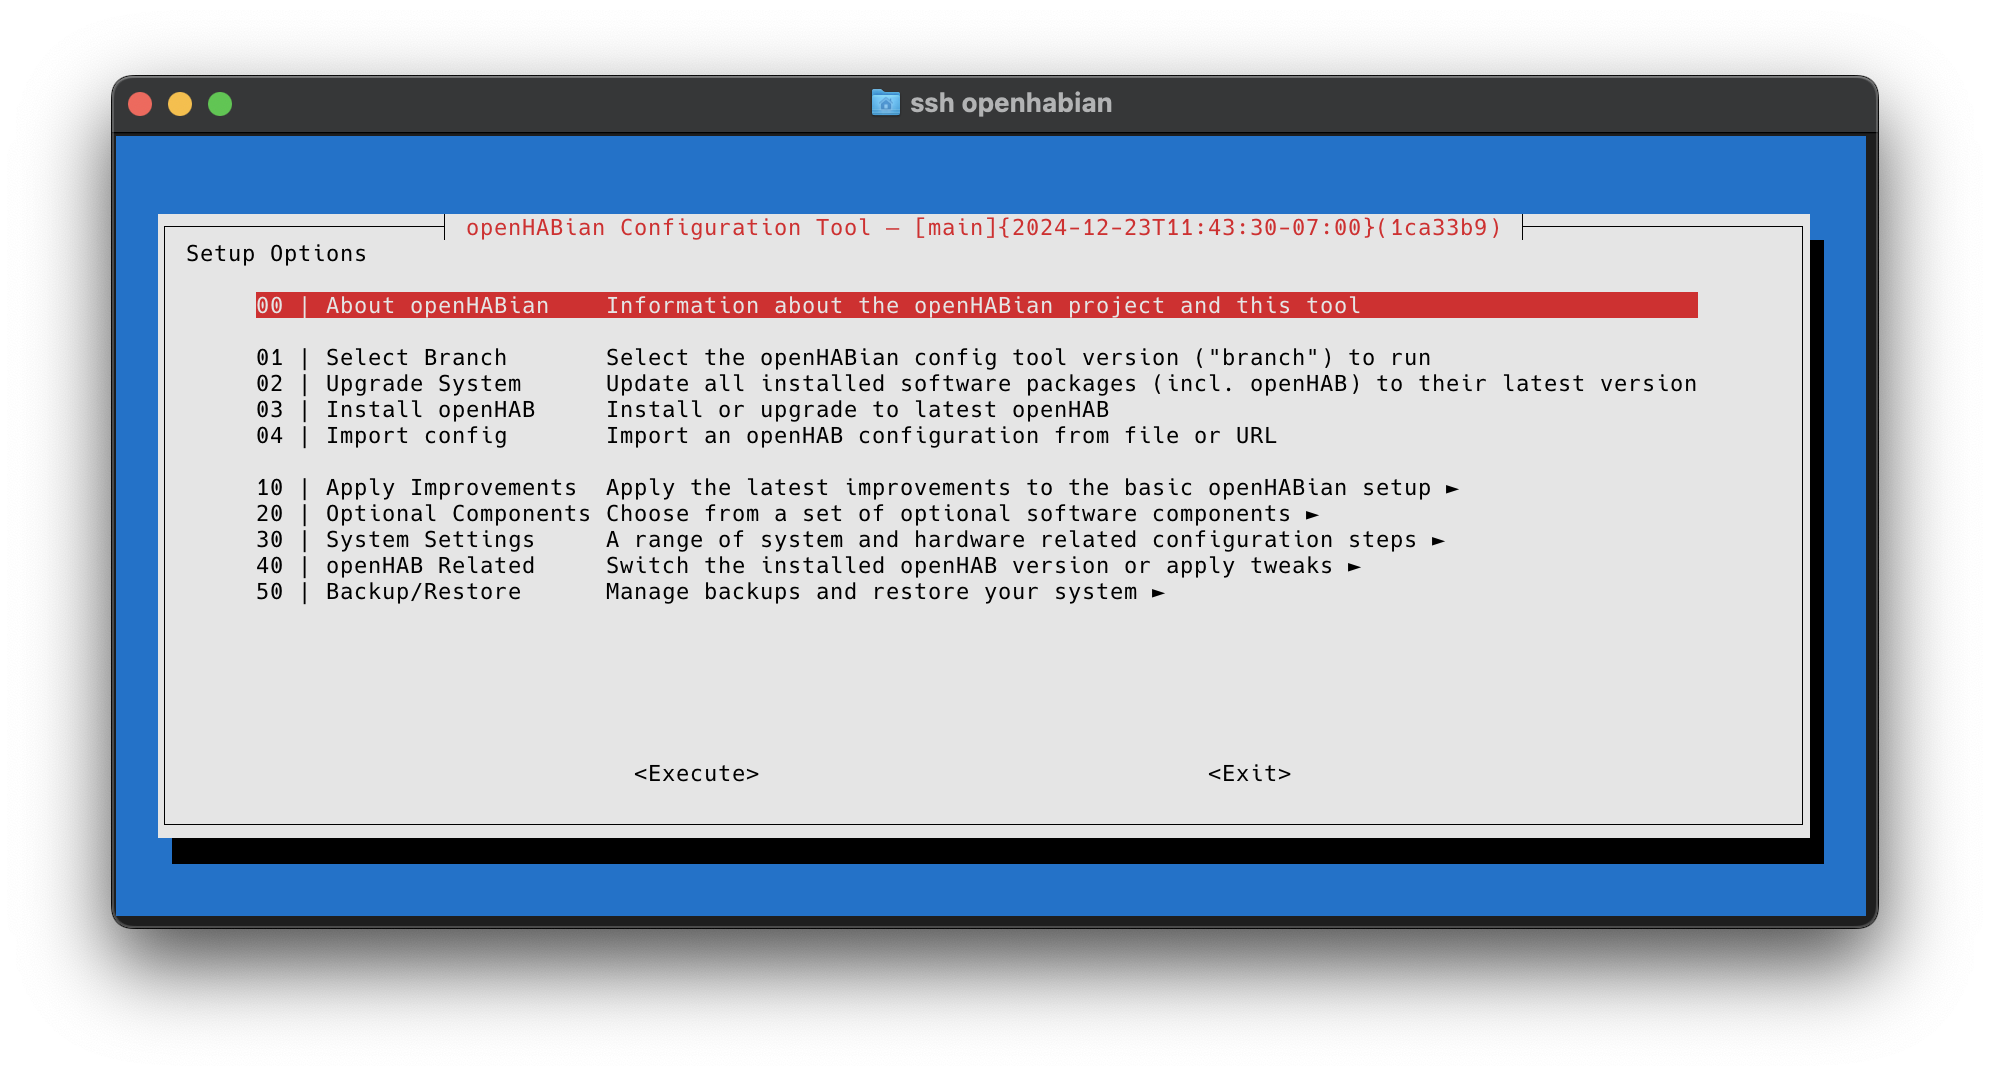 ssh openhabian
openHABian Configuration Tool — [main]{2024-12-23T11:43:30-07:00}(1ca33b9)
Setup Options
00 | About openHABian    Information about the openHABian project and this tool
01 | Select Branch       Select the openHABian config tool version ("branch") to run
02 | Upgrade System      Update all installed software packages (incl. openHAB) to their latest version
03 | Install openHAB     Install or upgrade to latest openHAB
04 | Import config       Import an openHAB configuration from file or URL
10 | Apply Improvements  Apply the latest improvements to the basic openHABian setup ►
20 | Optional Components Choose from a set of optional software components ►
30 | System Settings     A range of system and hardware related configuration steps ►
40 | openHAB Related     Switch the installed openHAB version or apply tweaks ►
50 | Backup/Restore      Manage backups and restore your system ►
<Execute>                                <Exit>